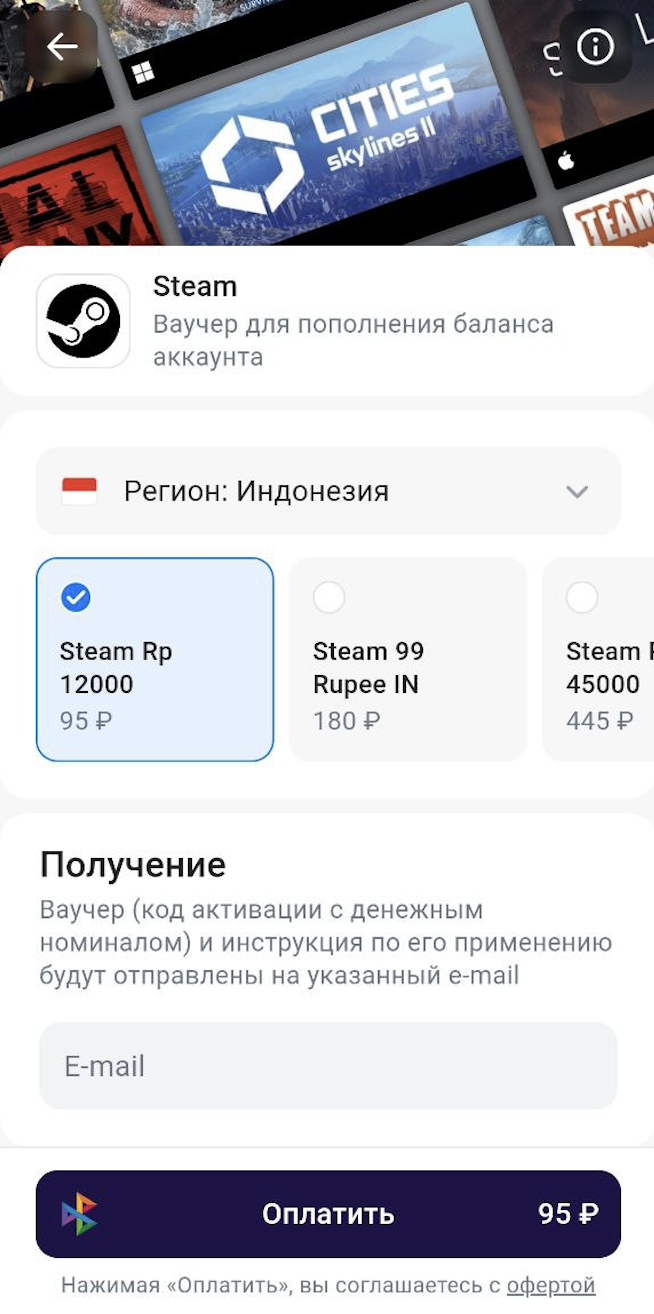 CITIES
skylines II
TEAM
Steam
Ваучер для пополнения баланса
аккаунта
Регион: Индонезия
Steam Rp
12000
95 ₽
Steam 99
Rupee IN
180 ₽
Steam
45000
445 ₽
Получение
Ваучер (код активации с денежным
номиналом) и инструкция по его применению
будут отправлены на указанный e-mail
E-mail
Оплатить
95 ₽
Нажимая «Оплатить», вы соглашаетесь с офертой